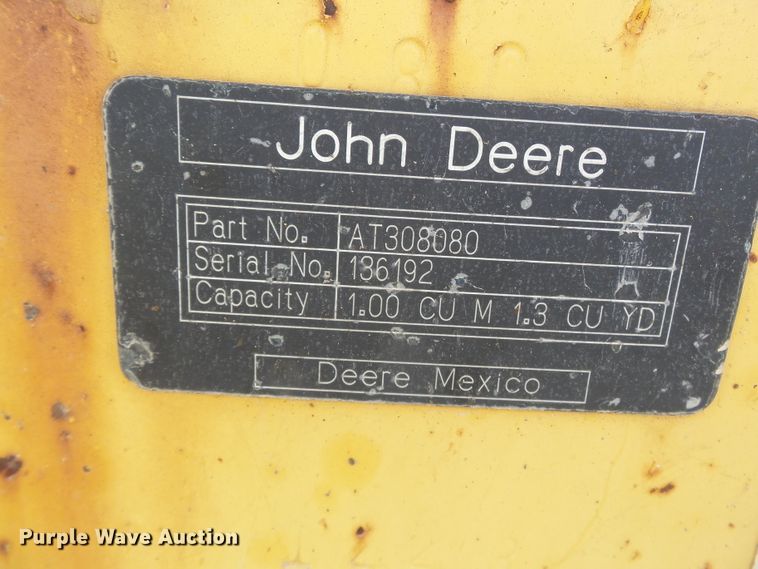 John Deere
Part No. AT308080
Serial No. 136192
Capacity 1.00 CU M 1.3 CU YD
Deere Mexico
Purple Wave Auction